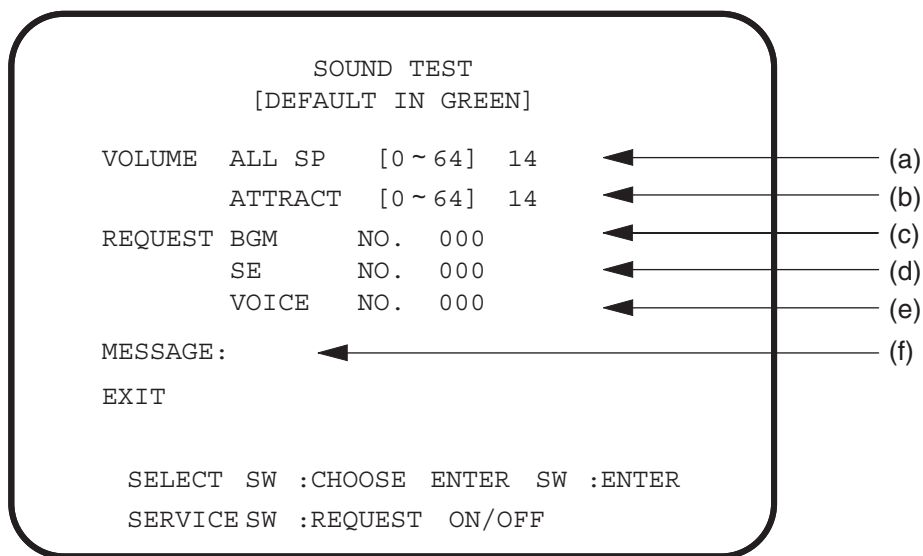 SOUND TEST
[DEFAULT IN GREEN]
VOLUME ALL SP [0~64] 14 (a)
ATTRACT [0~64] 14 (b)
REQUEST BGM NO. 000 (c)
SE NO. 000 (d)
VOICE NO. 000 (e)
MESSAGE: (f)
EXIT
SELECT SW :CHOOSE ENTER SW :ENTER
SERVICE SW :REQUEST ON/OFF